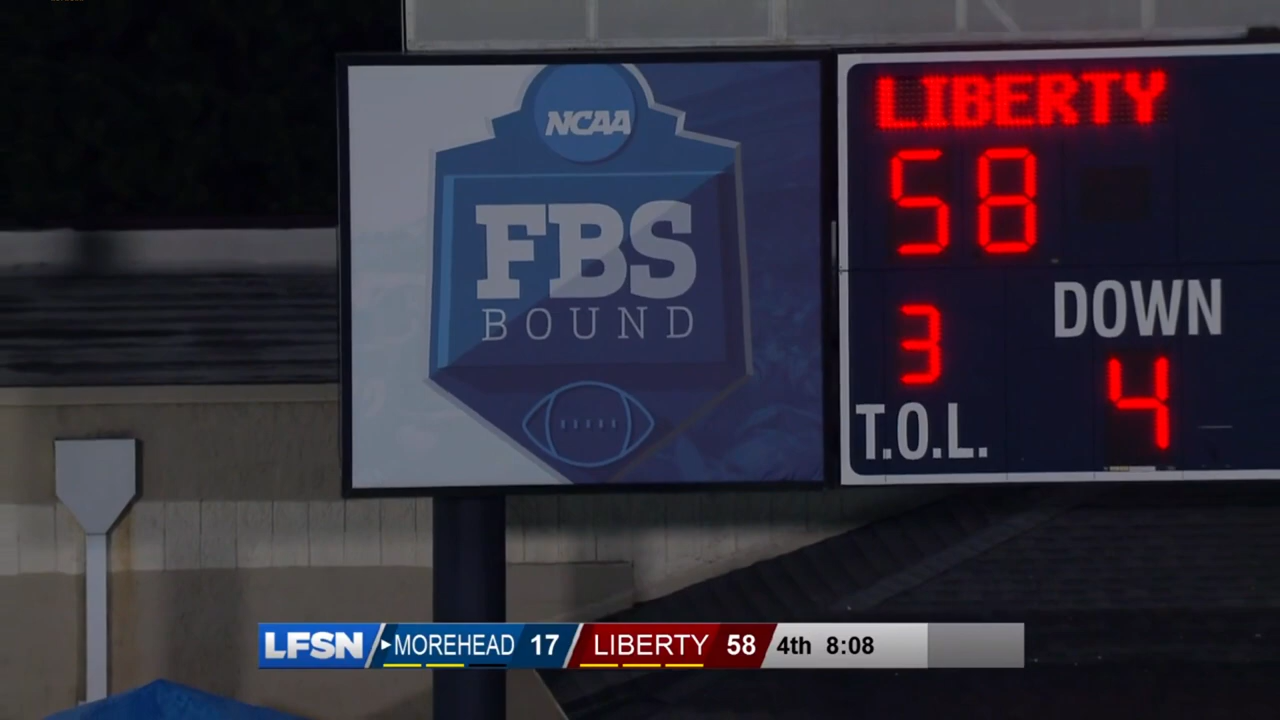 NCAA
FBS
BOUND
LIBERTY
58
DOWN
3
4
T.O.L.
LFSN MOREHEAD 17 LIBERTY 58 4th 8:08